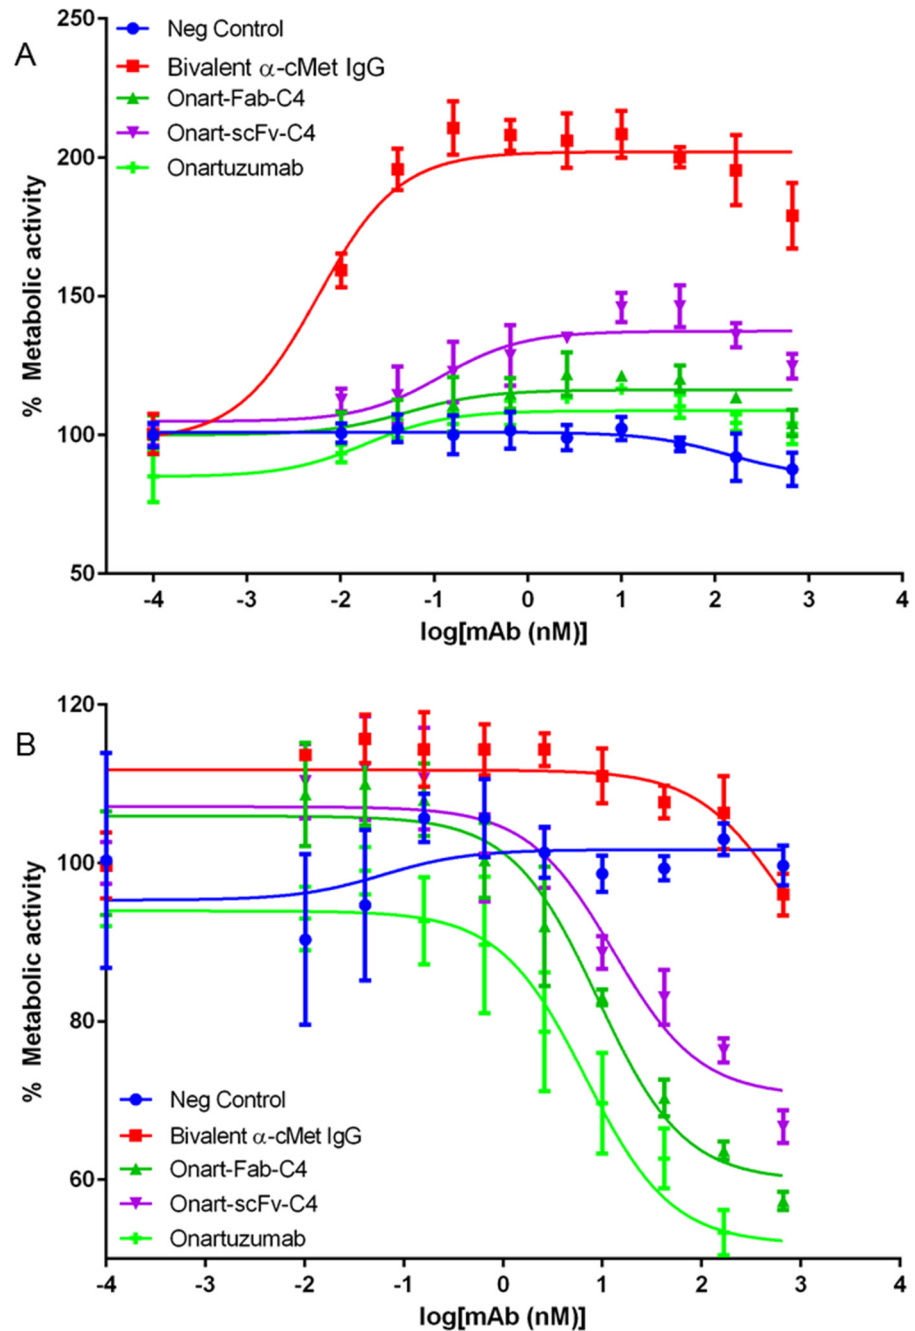 A
250
200
150
100
50
% Metabolic activity
Neg Control
Bivalent α-cMet IgG
Onart-Fab-C4
Onart-scFv-C4
Onartuzumab
-4 -3 -2 -1 0 1 2 3 4
log[mAb (nM)]
B
120
100
80
60
% Metabolic activity
Neg Control
Bivalent α-cMet IgG
Onart-Fab-C4
Onart-scFv-C4
Onartuzumab
-4 -3 -2 -1 0 1 2 3 4
log[mAb (nM)]